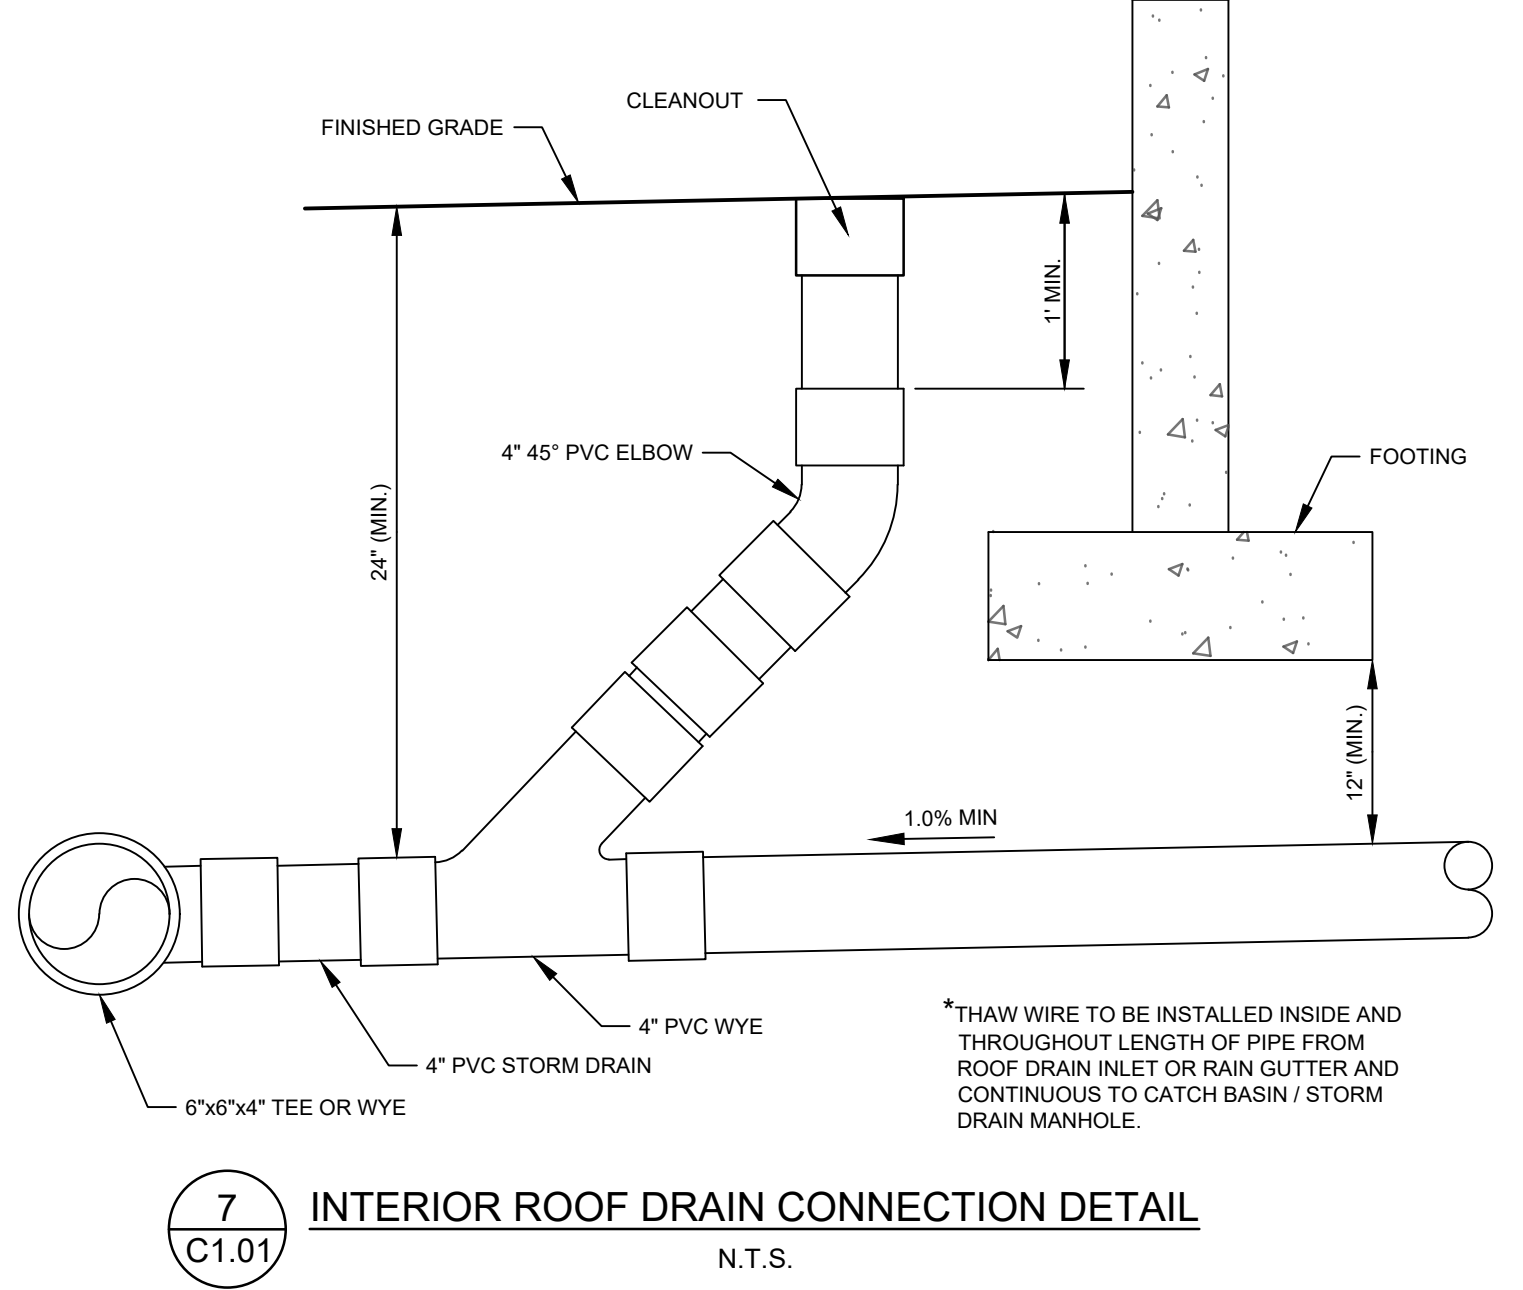 CLEANOUT
FINISHED GRADE
1' MIN.
4" 45° PVC ELBOW
FOOTING
24" (MIN.)
12" (MIN.)
1.0% MIN
4" PVC WYE
4" PVC STORM DRAIN
6"x6"x4" TEE OR WYE
*THAW WIRE TO BE INSTALLED INSIDE AND
THROUGHOUT LENGTH OF PIPE FROM
ROOF DRAIN INLET OR RAIN GUTTER AND
CONTINUOUS TO CATCH BASIN / STORM
DRAIN MANHOLE.
7
C1.01
INTERIOR ROOF DRAIN CONNECTION DETAIL
N.T.S.